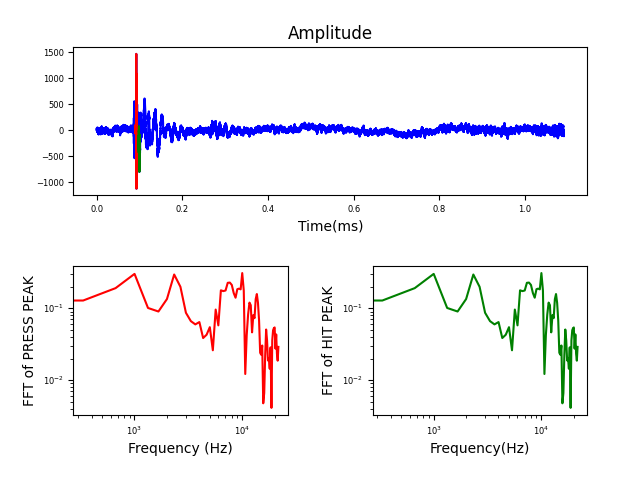 Amplitude
1500
1000
500
0
−500
−1000
0.0 0.2 0.4 0.6 0.8 1.0
Time(ms)
FFT of PRESS PEAK
10⁻¹
10⁻²
10³ 10⁴
Frequency (Hz)
FFT of HIT PEAK
10⁻¹
10⁻²
10³ 10⁴
Frequency(Hz)